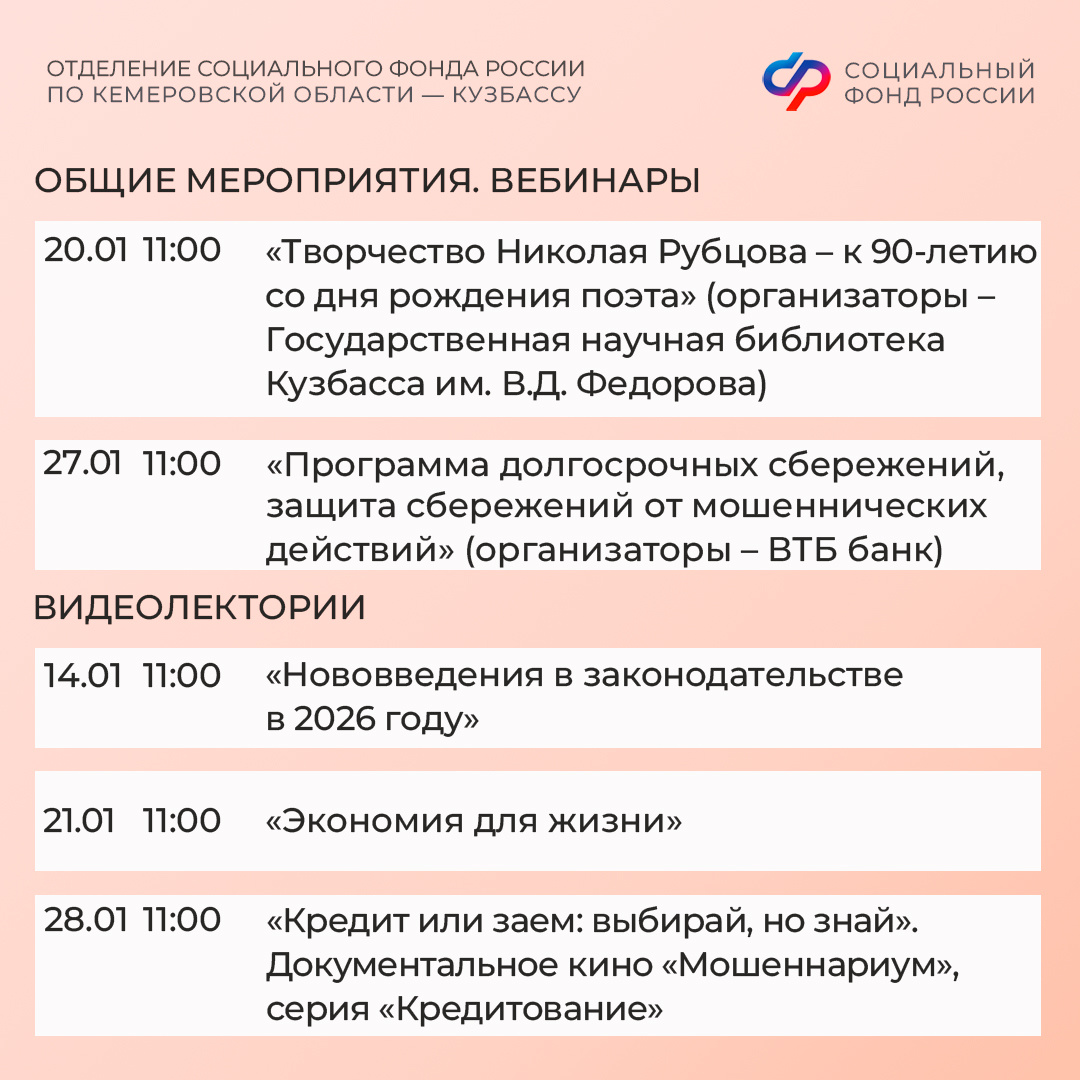 ОТДЕЛЕНИЕ СОЦИАЛЬНОГО ФОНДА РОССИИ
ПО КЕМЕРОВСКОЙ ОБЛАСТИ — КУЗБАССУ
СОЦИАЛЬНЫЙ
ФОНД РОССИИ
ОБЩИЕ МЕРОПРИЯТИЯ. ВЕБИНАРЫ
20.01 11:00 «Творчество Николая Рубцова – к 90-летию
со дня рождения поэта» (организаторы –
Государственная научная библиотека
Кузбасса им. В.Д. Федорова)
27.01 11:00 «Программа долгосрочных сбережений,
защита сбережений от мошеннических
действий» (организаторы – ВТБ банк)
ВИДЕОЛЕКТОРИИ
14.01 11:00 «Нововведения в законодательстве
в 2026 году»
21.01 11:00 «Экономия для жизни»
28.01 11:00 «Кредит или заем: выбирай, но знай».
Документальное кино «Мошеннариум»,
серия «Кредитование»